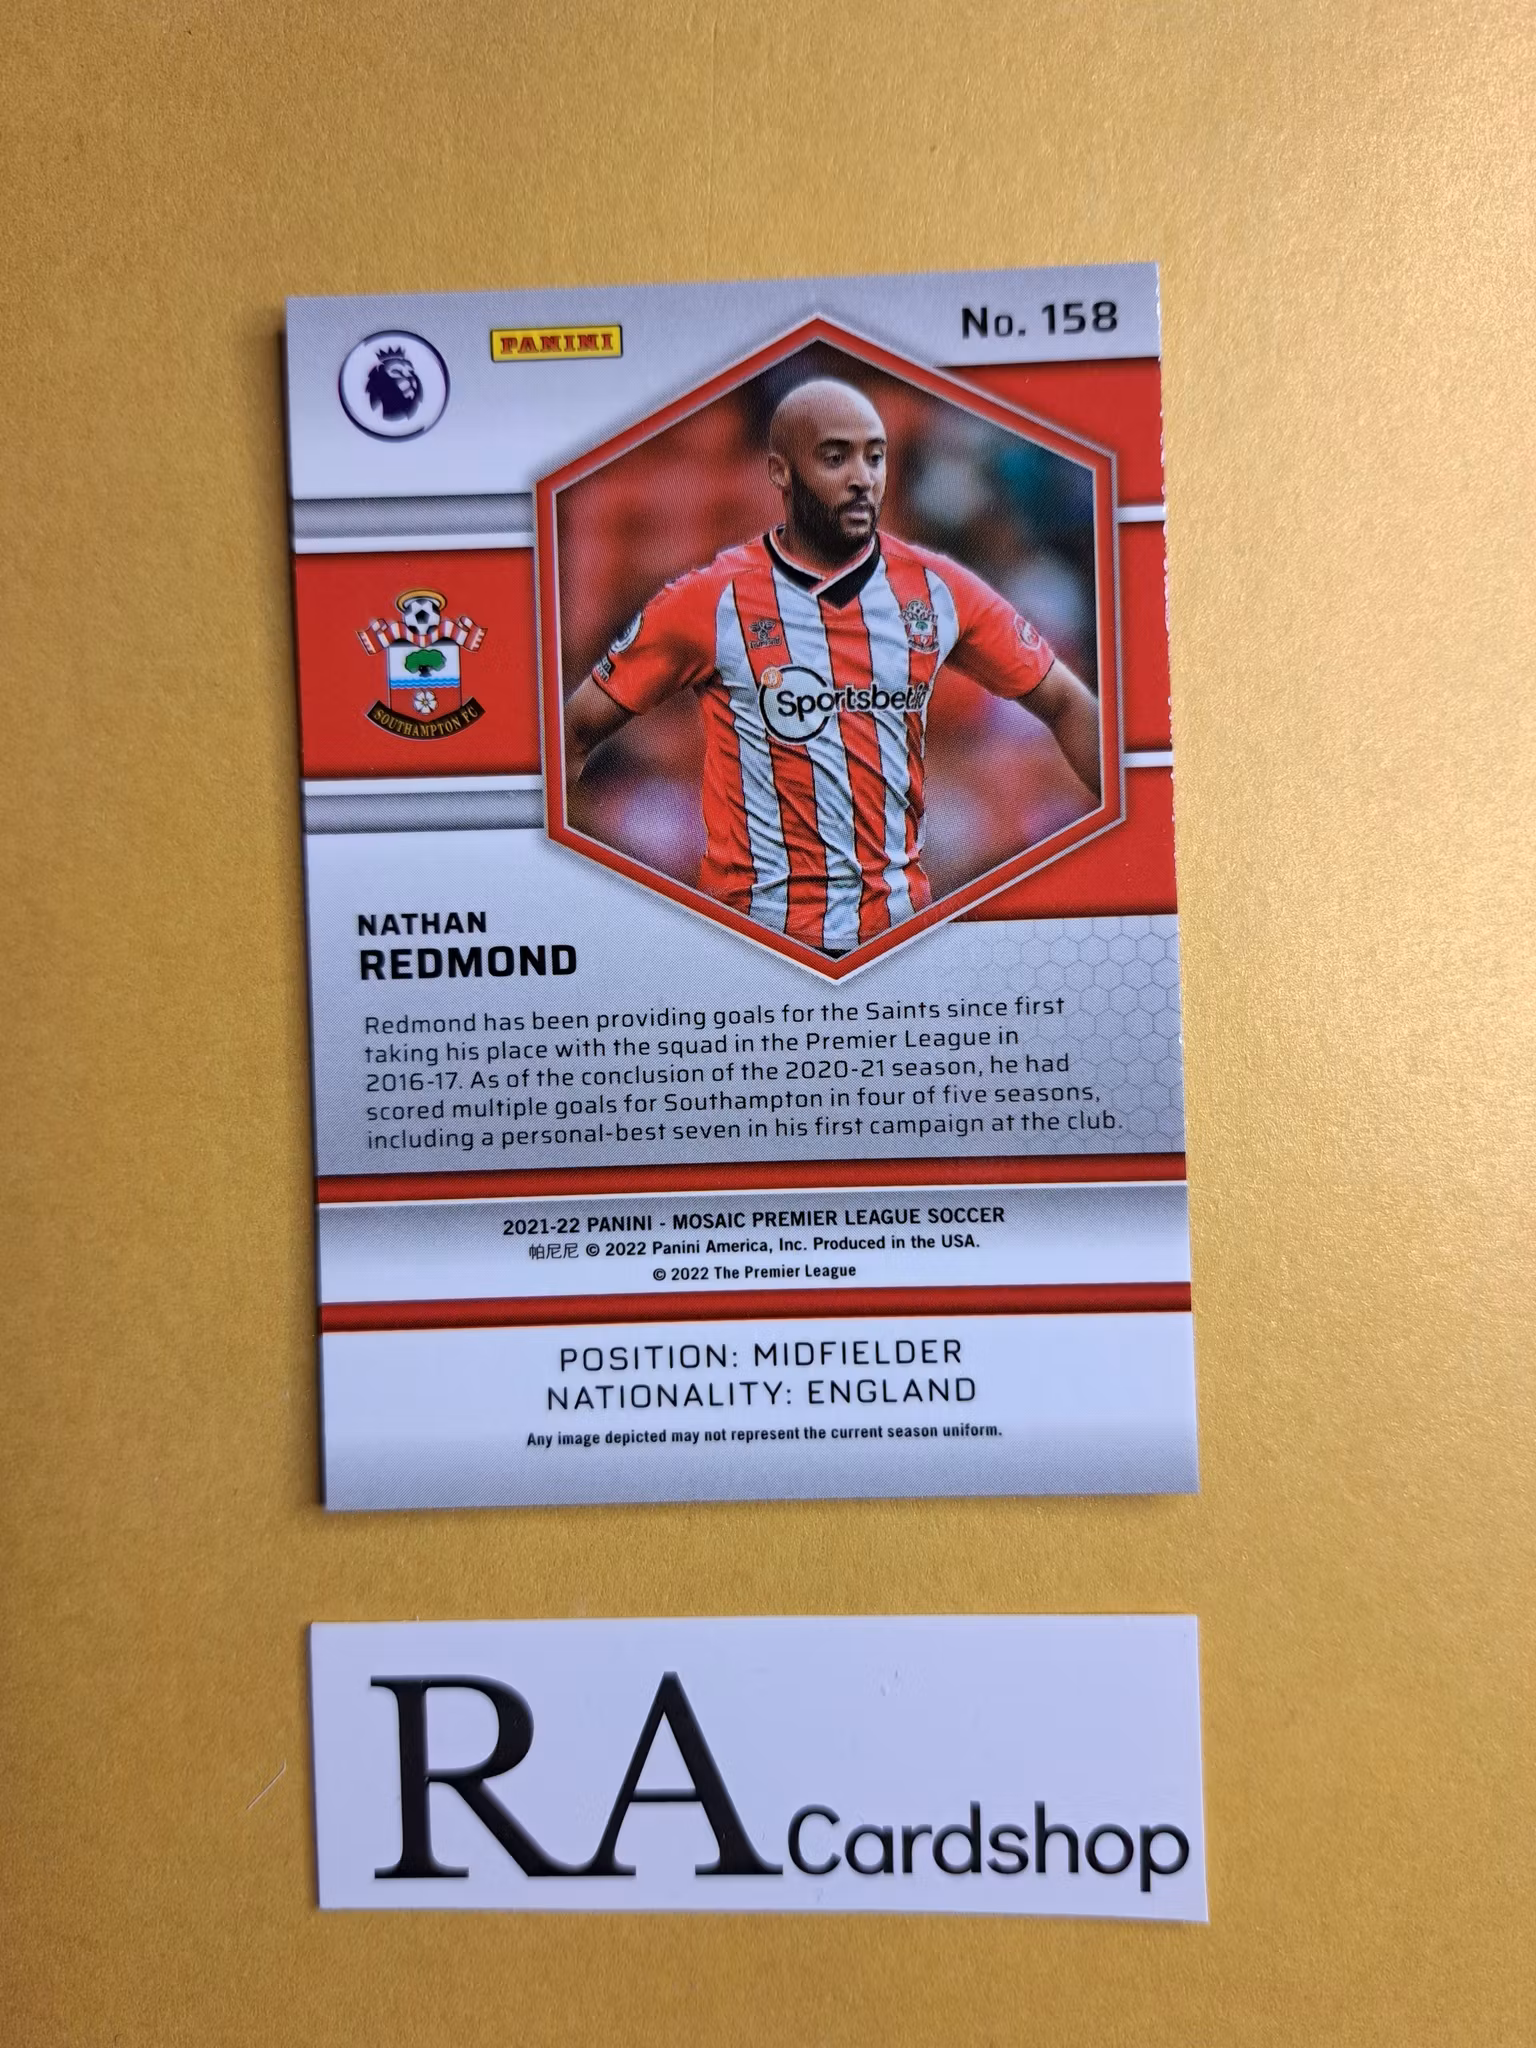 PANINI
No. 158
SOUTHAMPTON FC
Sportsbet.io
NATHAN
REDMOND
Redmond has been providing goals for the Saints since first
taking his place with the squad in the Premier League in
2016-17. As of the conclusion of the 2020-21 season, he had
scored multiple goals for Southampton in four of five seasons,
including a personal-best seven in his first campaign at the club.
2021-22 PANINI - MOSAIC PREMIER LEAGUE SOCCER
帕尼尼 © 2022 Panini America, Inc. Produced in the USA.
© 2022 The Premier League
POSITION: MIDFIELDER
NATIONALITY: ENGLAND
Any image depicted may not represent the current season uniform.
RA Cardshop